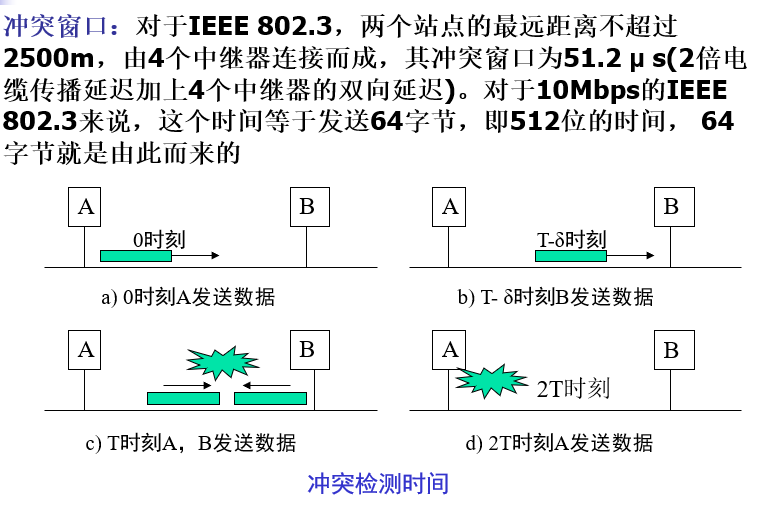 冲突窗口：对于IEEE 802.3，两个站点的最远距离不超过
2500m，由4个中继器连接而成，其冲突窗口为51.2μs(2倍电
缆传播延迟加上4个中继器的双向延迟)。对于10Mbps的IEEE
802.3来说，这个时间等于发送64字节，即512位的时间， 64
字节就是由此而来的
A
B
0时刻
a) 0时刻A发送数据
A
B
T-δ时刻
b) T- δ时刻B发送数据
A
B
c) T时刻A，B发送数据
A
B
2T时刻
d) 2T时刻A发送数据
冲突检测时间